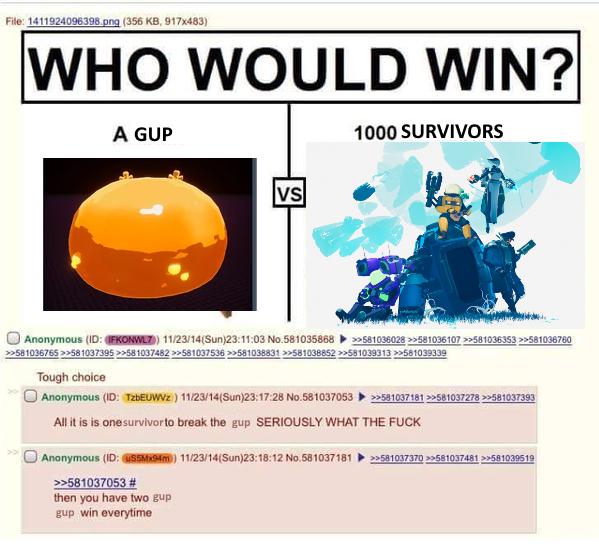 File: 1411924096398.png (356 KB, 917x483)
WHO WOULD WIN?
A GUP
1000 SURVIVORS
VS
Anonymous (ID: IFKONWL7) 11/23/14(Sun)23:11:03 No.581035868 ▶ >>581036028 >>581036107 >>581036353 >>581036760
>>581036765 >>581037395 >>581037482 >>581037536 >>581038831 >>581038852 >>581039313 >>581039339
Tough choice
>> Anonymous (ID: TzbEUWVz) 11/23/14(Sun)23:17:28 No.581037053 ▶ >>581037181 >>581037278 >>581037393
All it is is one survivor to break the gup SERIOUSLY WHAT THE FUCK
>> Anonymous (ID: uS5Mx94m) 11/23/14(Sun)23:18:12 No.581037181 ▶ >>581037370 >>581037481 >>581039519
>>581037053 #
then you have two gup
gup win everytime